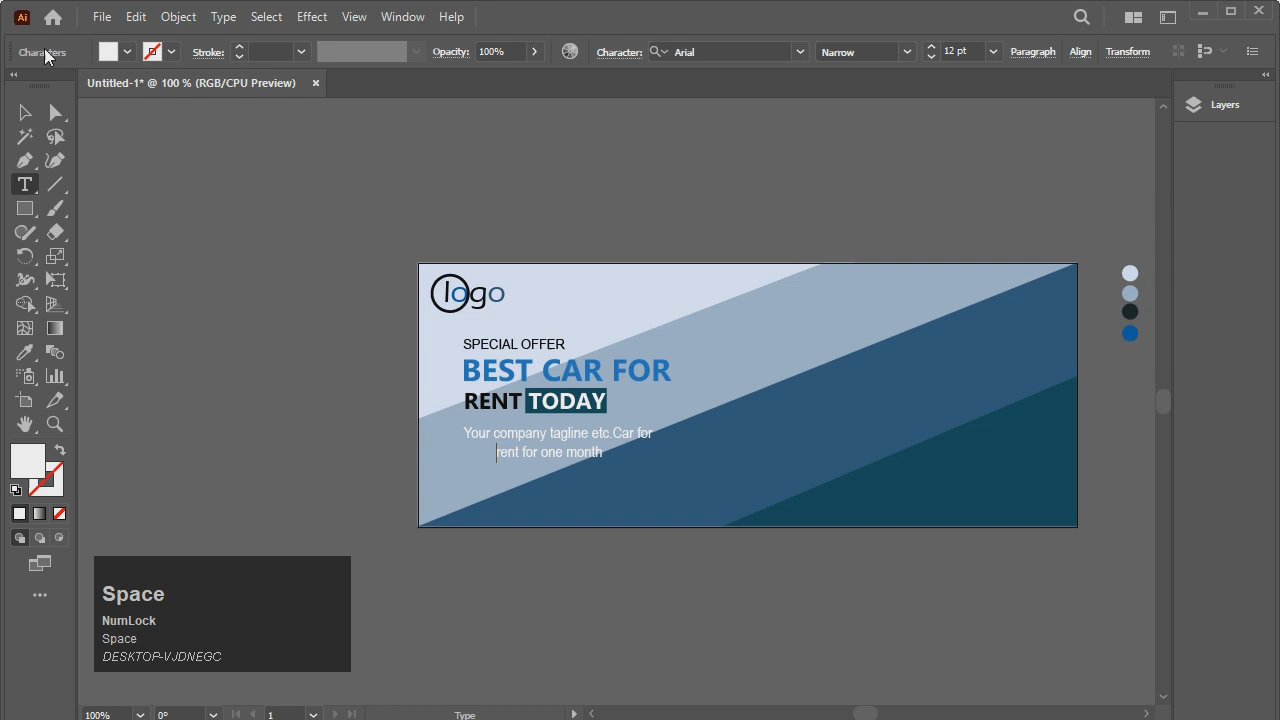 Ai File Edit Object Type Select Effect View Window Help
Characters Stroke: Opacity: 100% Character: Arial Narrow 12 pt Paragraph Align Transform
Untitled-1* @ 100 % (RGB/CPU Preview) ×
Layers
logo
SPECIAL OFFER
BEST CAR FOR
RENT TODAY
Your company tagline etc.Car for
rent for one month
Space
NumLock
Space
DESKTOP-VJDNEGC
100% 0° 1 Type